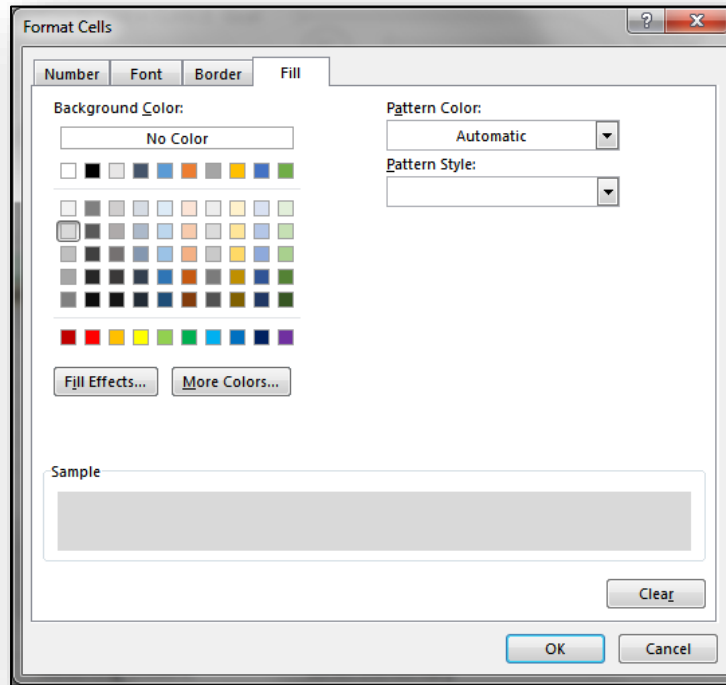 Format Cells
?
X
Number Font Border Fill
Background Color:
No Color
Pattern Color:
Automatic
Pattern Style:
Fill Effects... More Colors...
Sample
Clear
OK Cancel